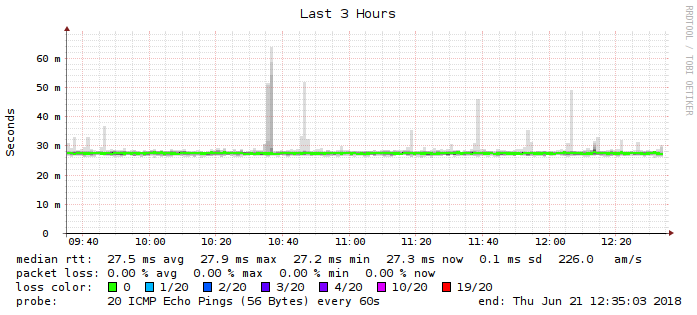 Last 3 Hours
RRDTOOL / TOBI OETIKER
Seconds
60 m
50 m
40 m
30 m
20 m
10 m
0
09:40 10:00 10:20 10:40 11:00 11:20 11:40 12:00 12:20
median rtt: 27.5 ms avg 27.9 ms max 27.2 ms min 27.3 ms now 0.1 ms sd 226.0 am/s
packet loss: 0.00 % avg 0.00 % max 0.00 % min 0.00 % now
loss color: 0 1/20 2/20 3/20 4/20 10/20 19/20
probe: 20 ICMP Echo Pings (56 Bytes) every 60s end: Thu Jun 21 12:35:03 2018